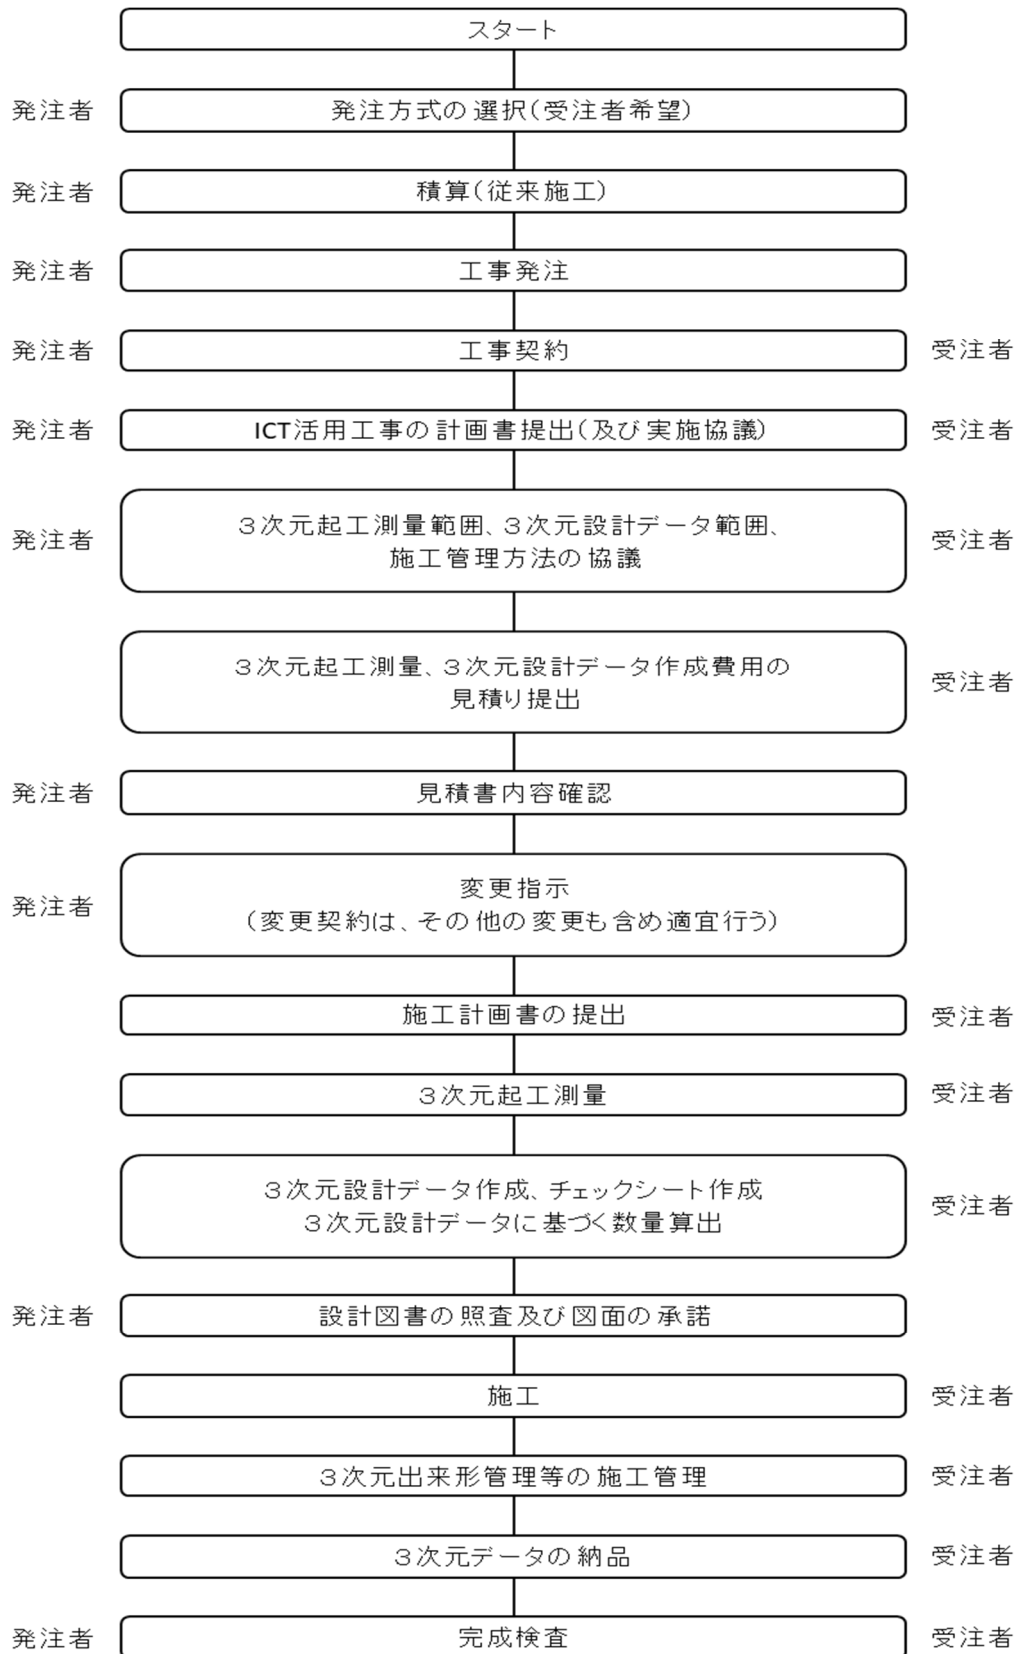 スタート
発注者 発注方式の選択(受注者希望)
発注者 積算(従来施工)
発注者 工事発注
発注者 工事契約 受注者
発注者 ICT活用工事の計画書提出(及び実施協議) 受注者
３次元起工測量範囲、３次元設計データ範囲、
発注者 施工管理方法の協議 受注者
３次元起工測量、３次元設計データ作成費用の
見積り提出 受注者
発注者 見積書内容確認
変更指示
発注者 (変更契約は、その他の変更も含め適宜行う)
施工計画書の提出 受注者
３次元起工測量 受注者
３次元設計データ作成、チェックシート作成
３次元設計データに基づく数量算出 受注者
発注者 設計図書の照査及び図面の承諾
施工 受注者
３次元出来形管理等の施工管理 受注者
３次元データの納品 受注者
発注者 完成検査 受注者